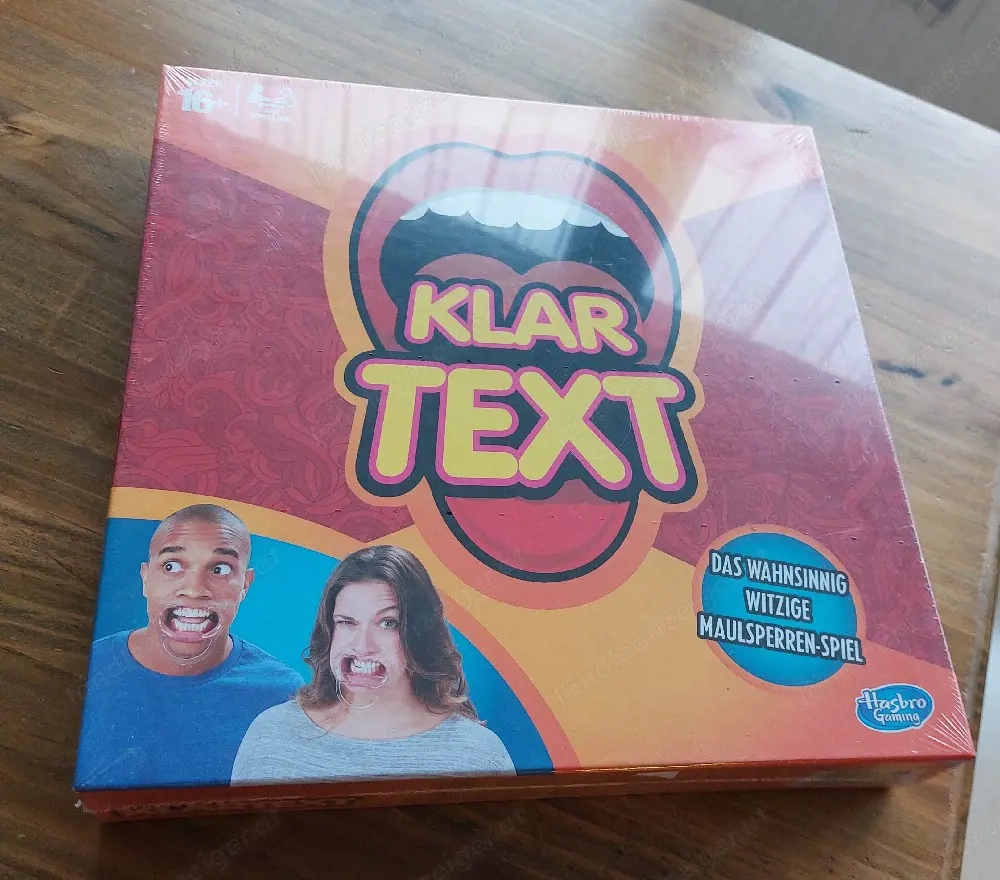 16+
KLAR
TEXT
DAS WAHNSINNIG
WITZIGE
MAULSPERREN-SPIEL
Hasbro
Gaming